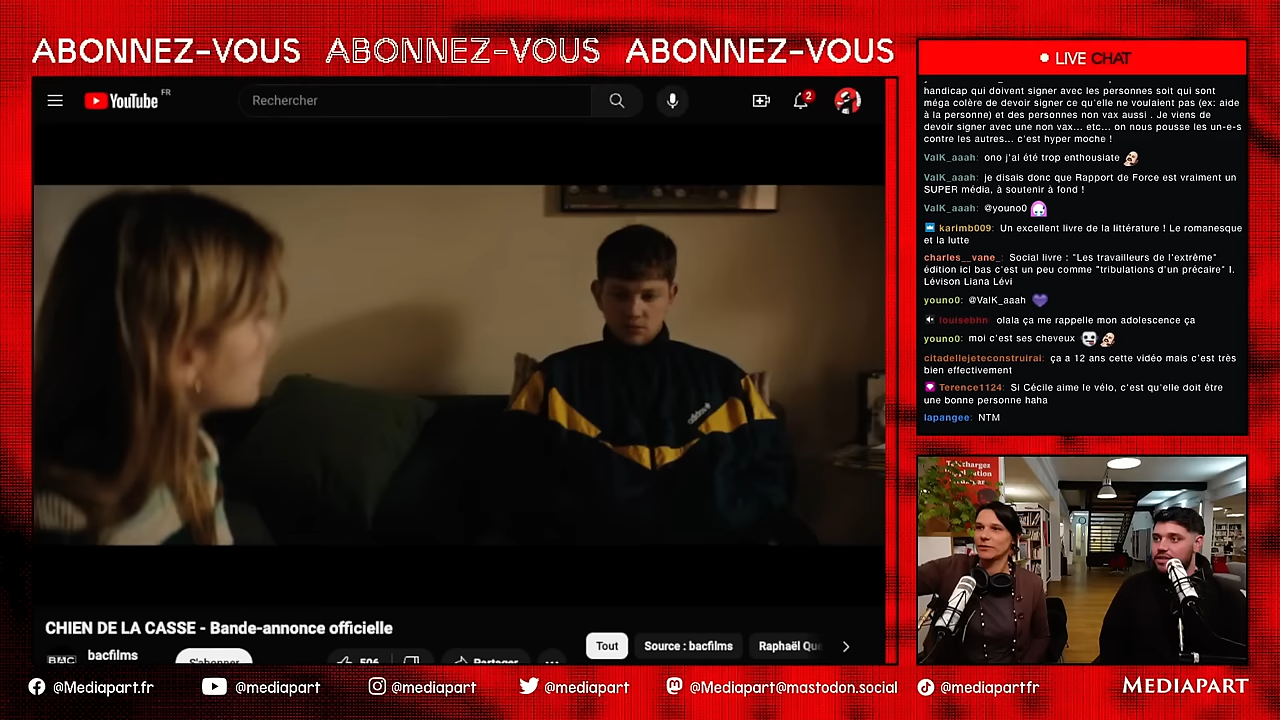 ABONNEZ-VOUS ABONNEZ-VOUS ABONNEZ-VOUS
YouTube FR
Rechercher
2
CHIEN DE LA CASSE - Bande-annonce officielle
bacfilms
S'abonner
506
Partager
Tout
Source : bacfilms
Raphaël Que
LIVE CHAT
handicap qui doivent signer avec les personnes soit qui sont
méga colère de devoir signer ce qu'elle ne voulaient pas (ex: aide
à la personne) et des personnes non vax aussi . Je viens de
devoir signer avec une non vax... etc... on nous pousse les un-e-s
contre les autres... c'est hyper moche !
ValK_aaah: ono j'ai été trop enthousiate
ValK_aaah: je disais donc que Rapport de Force est vraiment un
SUPER média, à soutenir à fond !
ValK_aaah: @youno0
karimb009: Un excellent livre de la littérature ! Le romanesque
et la lutte
charles__vane_: Social livre : "Les travailleurs de l'extrême"
édition ici bas c'est un peu comme "tribulations d'un précaire" I.
Lévison Liana Lévi
youno0: @ValK_aaah
louisebhn: olala ça me rappelle mon adolescence ça
youno0: moi c'est ses cheveux
citadellejeteconstruirai: ça a 12 ans cette vidéo mais c'est très
bien effectivement
Terence1124: Si Cécile aime le vélo, c'est qu'elle doit être
une bonne personne haha
lapangee: NTM
Téléchargez
@Mediapart.fr
@mediapart
@mediapart
@mediapart
@Mediapart@mastodon.social
@mediapartfr
MEDIAPART